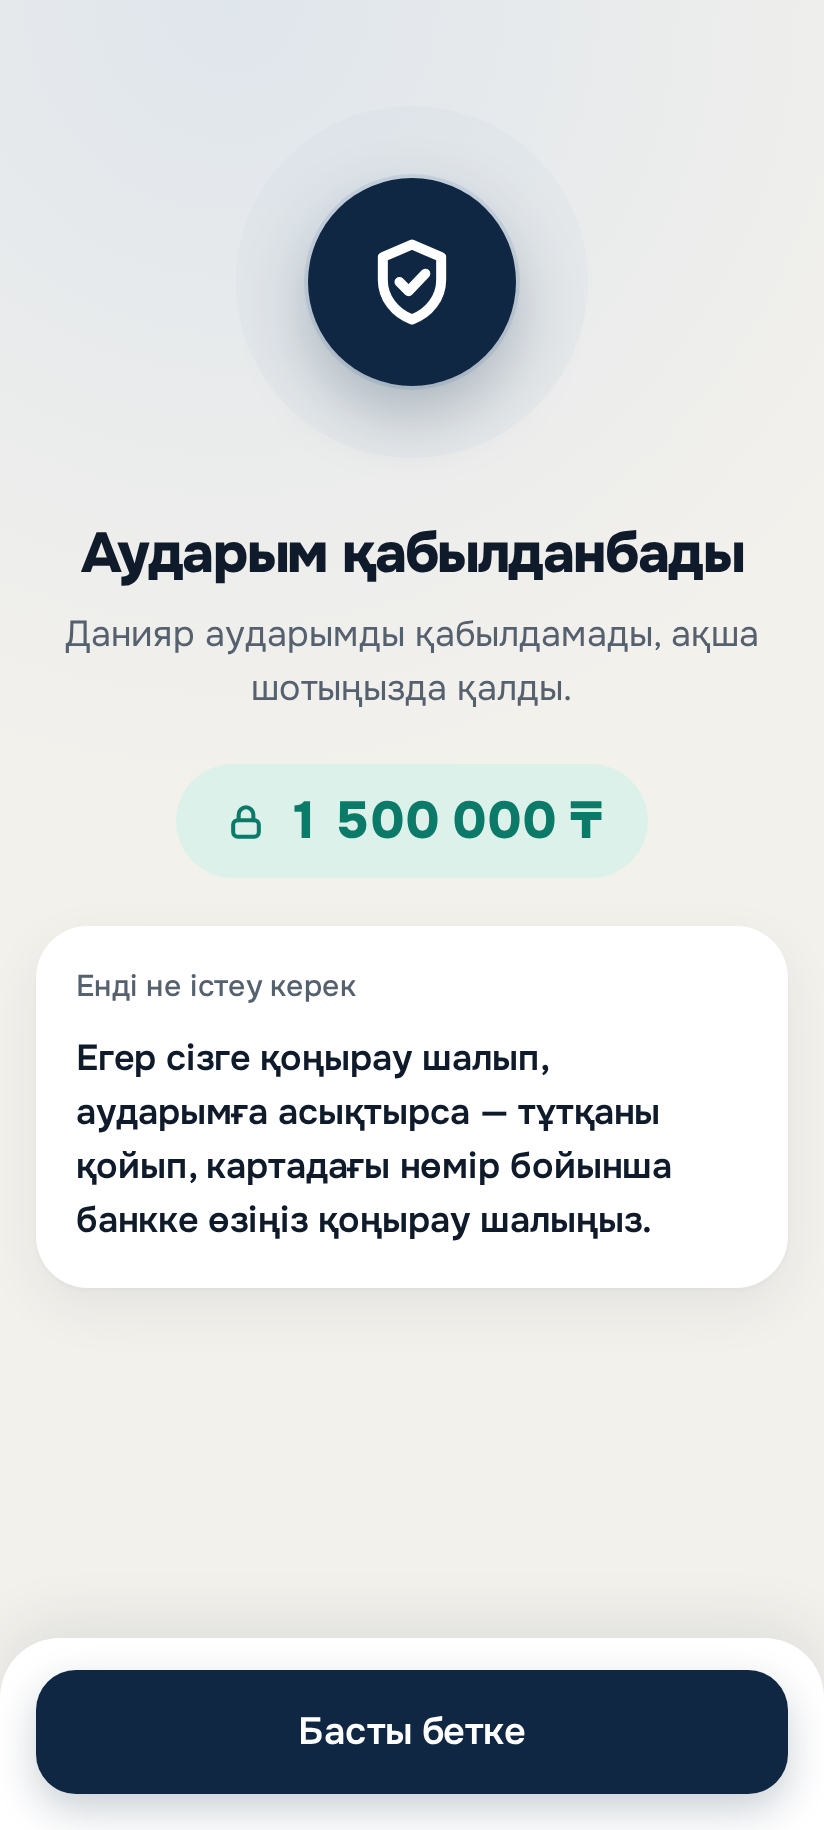 Аударым қабылданбады
Данияр аударымды қабылдамады, ақша
шотыңызда қалды.
1 500 000 ₸
Енді не істеу керек
Егер сізге қоңырау шалып,
аударымға асықтырса — тұтқаны
қойып, картадағы нөмір бойынша
банкке өзіңіз қоңырау шалыңыз.
Басты бетке